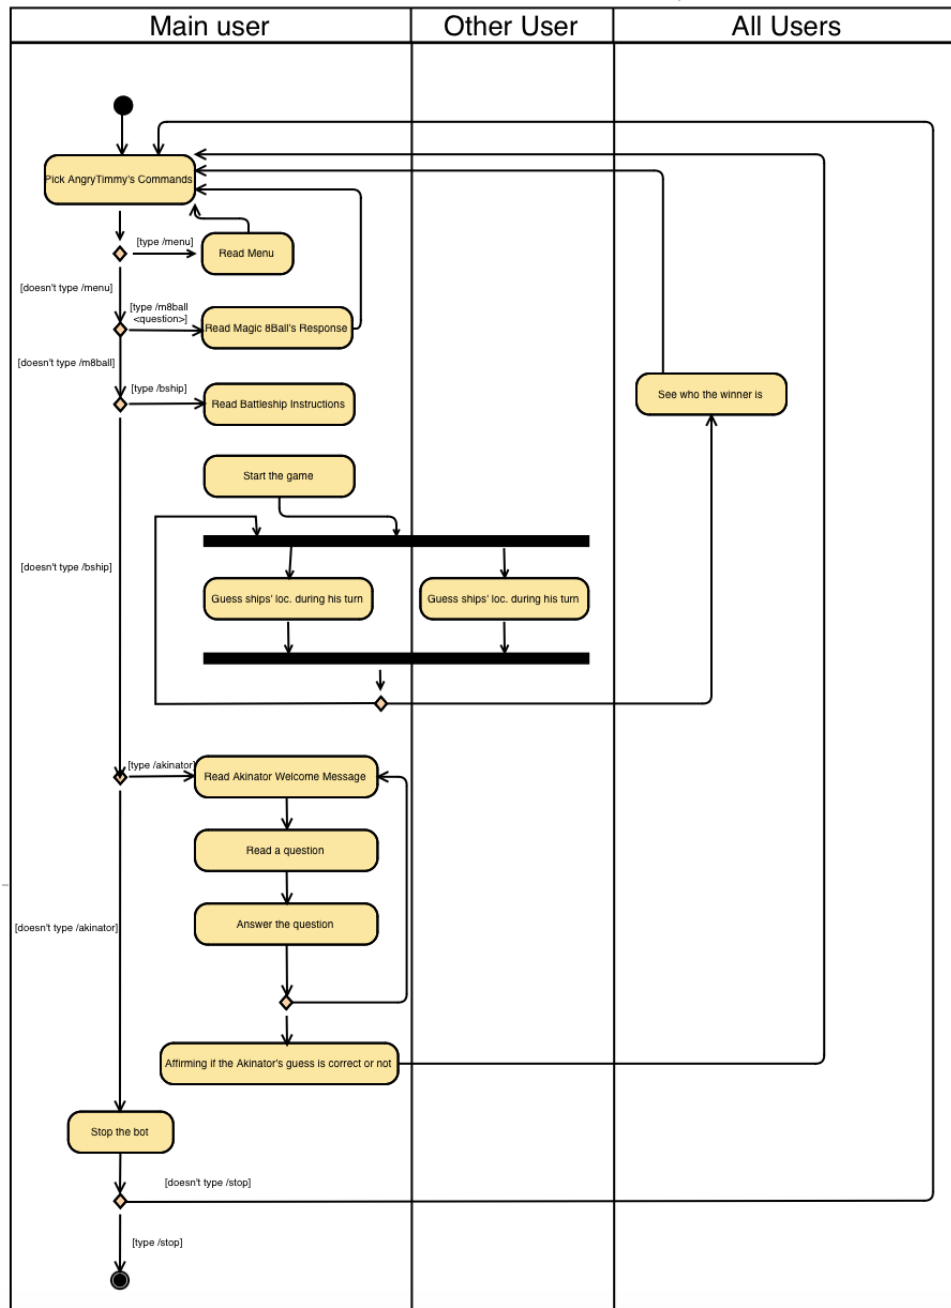 Main user
Other User
All Users
Pick AngryTimmy's Commands
[type /menu]
Read Menu
[doesn't type /menu]
[type /m8ball
<question>]
Read Magic 8Ball's Response
[doesn't type /m8ball]
[type /bship]
Read Battleship Instructions
See who the winner is
Start the game
[doesn't type /bship]
Guess ships' loc. during his turn
Guess ships' loc. during his turn
[type /akinator]
Read Akinator Welcome Message
Read a question
Answer the question
[doesn't type /akinator]
Affirming if the Akinator's guess is correct or not
Stop the bot
[doesn't type /stop]
[type /stop]